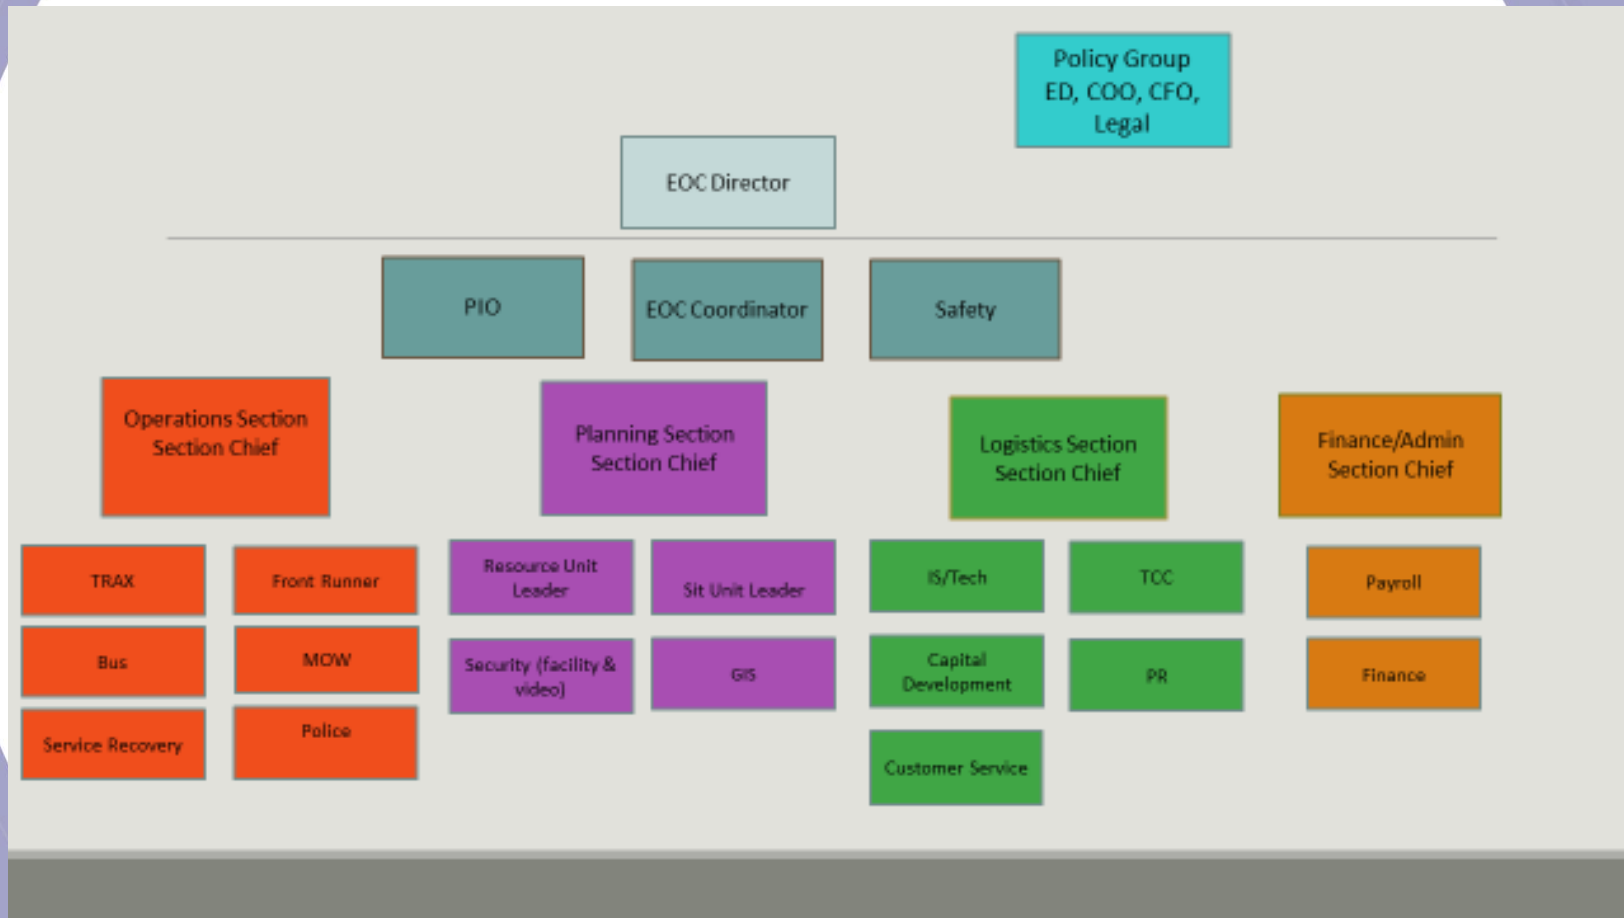 Policy Group
ED, COO, CFO,
Legal
EOC Director
PIO
EOC Coordinator
Safety
Operations Section
Section Chief
Planning Section
Section Chief
Logistics Section
Section Chief
Finance/Admin
Section Chief
TRAX
Front Runner
Resource Unit
Leader
Sit Unit Leader
IS/Tech
TCC
Payroll
Bus
MOW
Security (facility &
video)
GIS
Capital
Development
PR
Finance
Service Recovery
Police
Customer Service